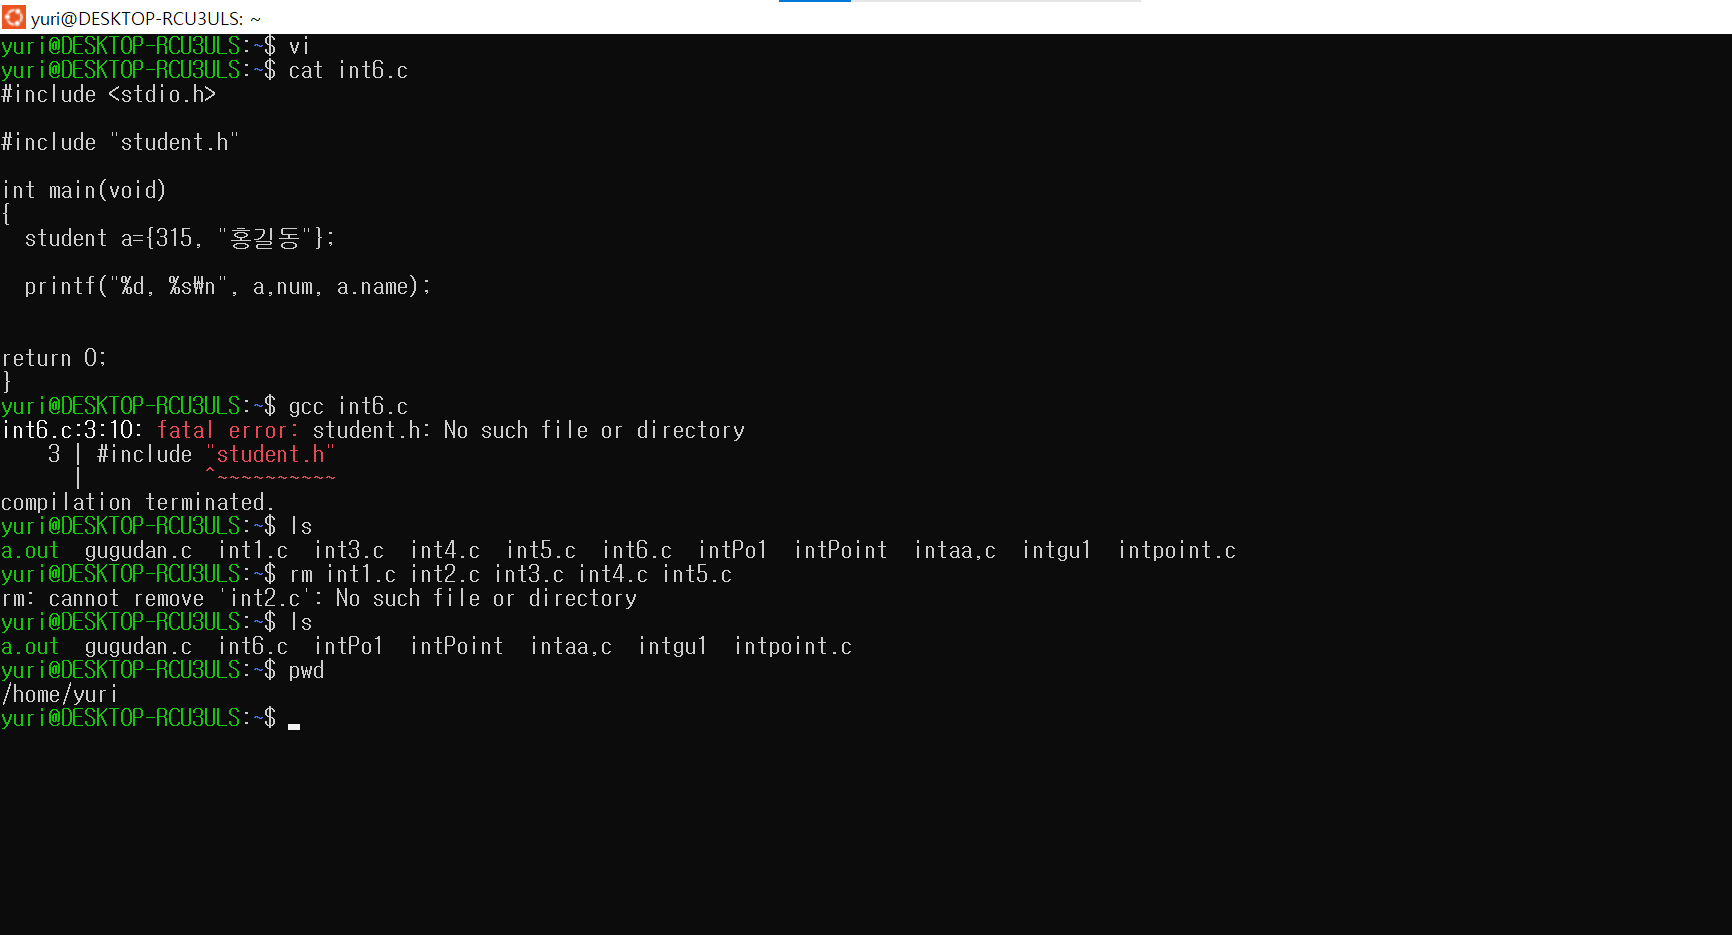 yuri@DESKTOP-RCU3ULS: ~
yuri@DESKTOP-RCU3ULS:~$ vi
yuri@DESKTOP-RCU3ULS:~$ cat int6.c
#include <stdio.h>
#include "student.h"
int main(void)
{
  student a={315, "홍길동"};
  printf("%d, %s₩n", a,num, a.name);
return 0;
}
yuri@DESKTOP-RCU3ULS:~$ gcc int6.c
int6.c:3:10: fatal error: student.h: No such file or directory
    3 | #include "student.h"
      |          ^~~~~~~~~~~
compilation terminated.
yuri@DESKTOP-RCU3ULS:~$ ls
a.out  gugudan.c  int1.c  int3.c  int4.c  int5.c  int6.c  intPo1  intPoint  intaa,c  intgu1  intpoint.c
yuri@DESKTOP-RCU3ULS:~$ rm int1.c int2.c int3.c int4.c int5.c
rm: cannot remove 'int2.c': No such file or directory
yuri@DESKTOP-RCU3ULS:~$ ls
a.out  gugudan.c  int6.c  intPo1  intPoint  intaa,c  intgu1  intpoint.c
yuri@DESKTOP-RCU3ULS:~$ pwd
/home/yuri
yuri@DESKTOP-RCU3ULS:~$